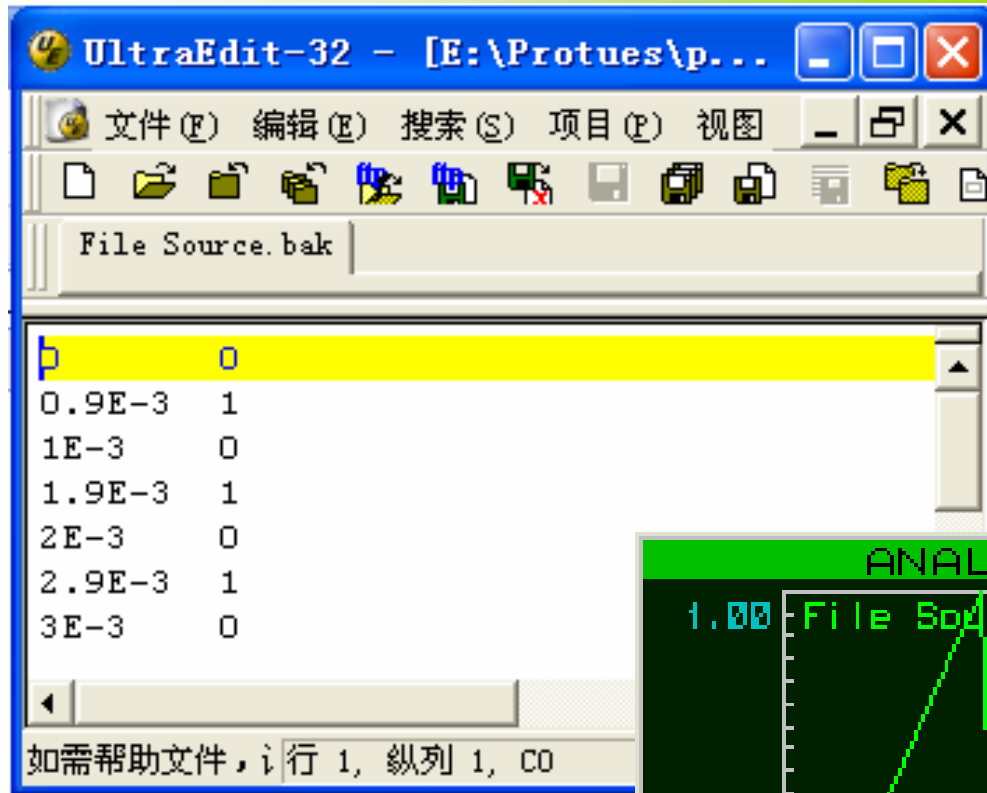 UltraEdit-32 - [E:\Protues\p...
文件(F) 编辑(E) 搜索(S) 项目(P) 视图
File Source.bak
0 0
0.9E-3 1
1E-3 0
1.9E-3 1
2E-3 0
2.9E-3 1
3E-3 0
ANAL
1.00 File Sou
如需帮助文件，
行 1, 纵列 1, C0